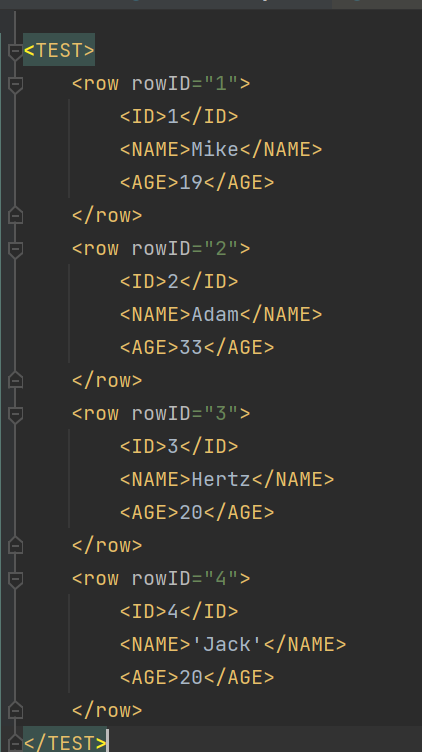 <TEST>
    <row rowID="1">
        <ID>1</ID>
        <NAME>Mike</NAME>
        <AGE>19</AGE>
    </row>
    <row rowID="2">
        <ID>2</ID>
        <NAME>Adam</NAME>
        <AGE>33</AGE>
    </row>
    <row rowID="3">
        <ID>3</ID>
        <NAME>Hertz</NAME>
        <AGE>20</AGE>
    </row>
    <row rowID="4">
        <ID>4</ID>
        <NAME>'Jack'</NAME>
        <AGE>20</AGE>
    </row>
</TEST>